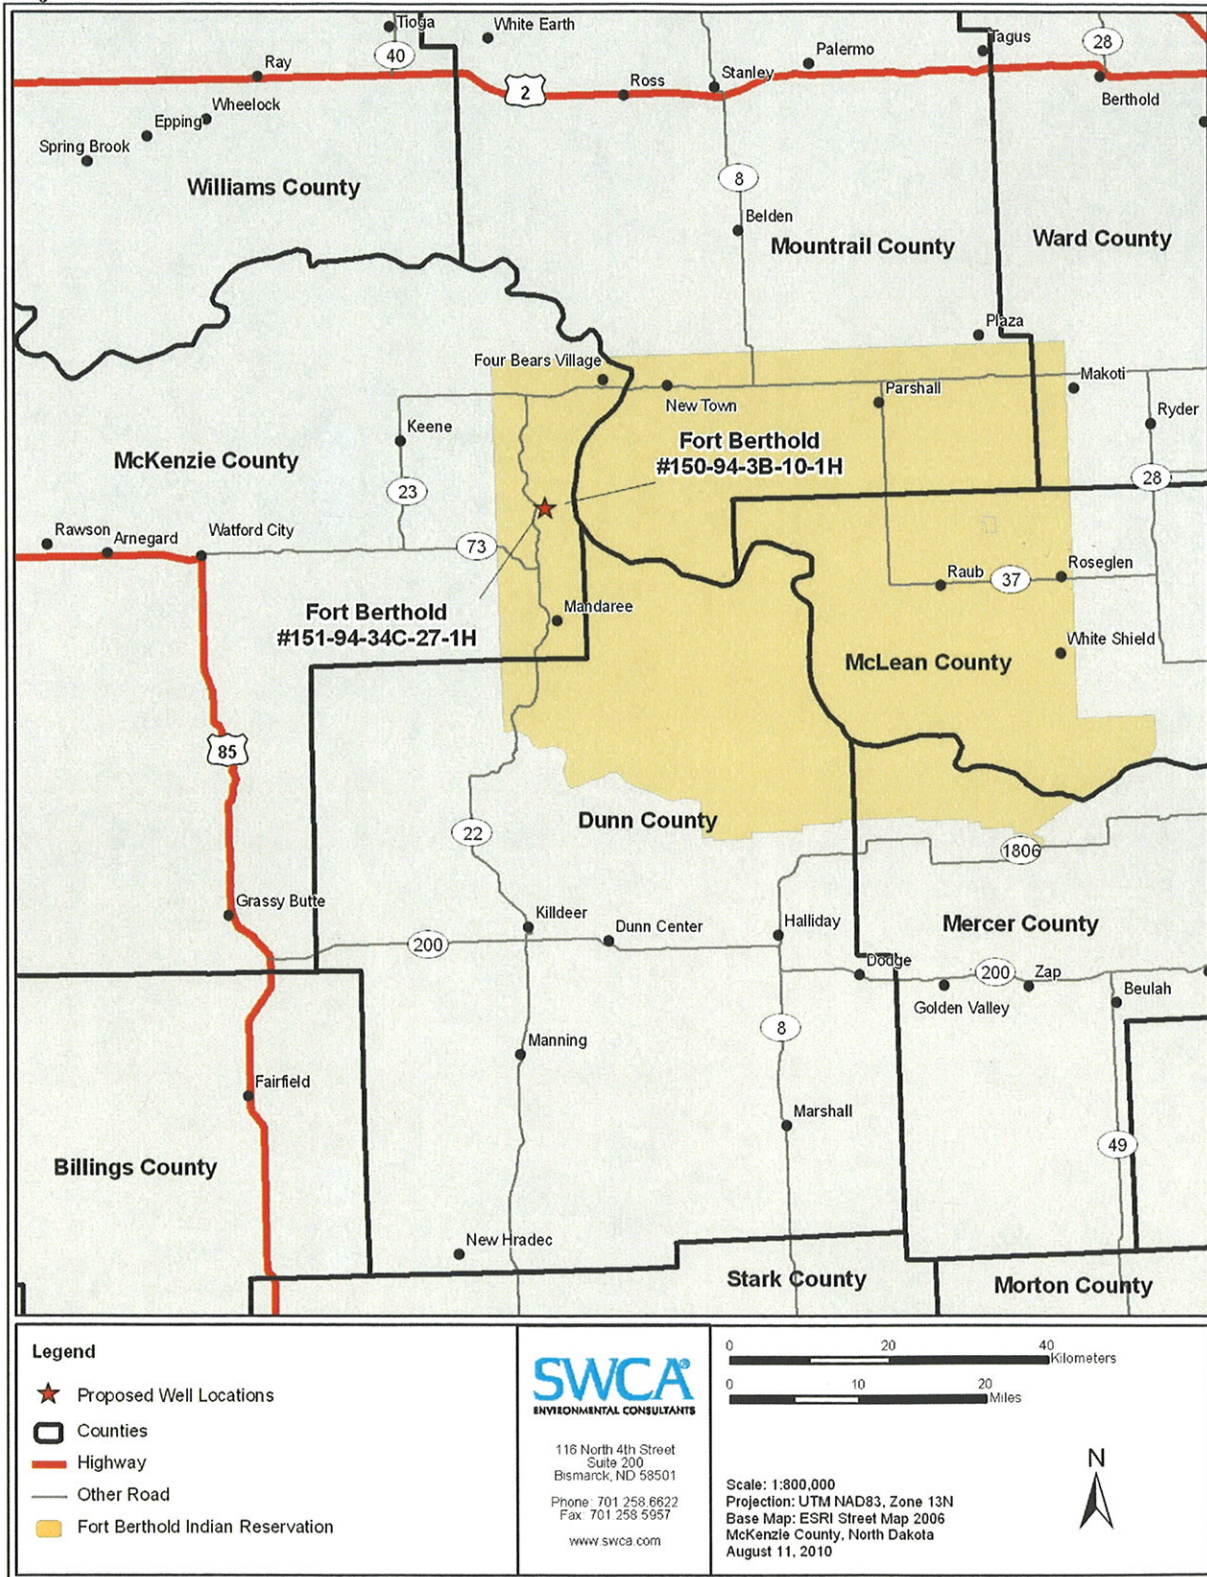 Tioga
White Earth
40
Ray
2
Ross
Stanley
Palermo
Tagus
28
Berthold
Wheelock
Epping
Spring Brook
Williams County
8
Belden
Mountrail County
Ward County
Plaza
Four Bears Village
New Town
Parshall
Makoti
Ryder
Keene
McKenzie County
Fort Berthold
#150-94-3B-10-1H
23
28
Rawson
Arnegard
Watford City
73
Raub
37
Roseglen
Fort Berthold
#151-94-34C-27-1H
Mandaree
White Shield
McLean County
85
22
Dunn County
1806
Grassy Butte
Killdeer
Dunn Center
Halliday
Mercer County
200
Dodge
200
Zap
Golden Valley
Beulah
8
Manning
Fairfield
Marshall
49
Billings County
New Hradec
Stark County
Morton County
Legend
Proposed Well Locations
Counties
Highway
Other Road
Fort Berthold Indian Reservation
SWCA®
ENVIRONMENTAL CONSULTANTS
116 North 4th Street
Suite 200
Bismarck, ND 58501
Phone: 701 258.6622
Fax: 701 258 5957
www.swca.com
0 20 40
Kilometers
0 10 20
Miles
N
Scale: 1:800,000
Projection: UTM NAD83, Zone 13N
Base Map: ESRI Street Map 2006
McKenzie County, North Dakota
August 11, 2010